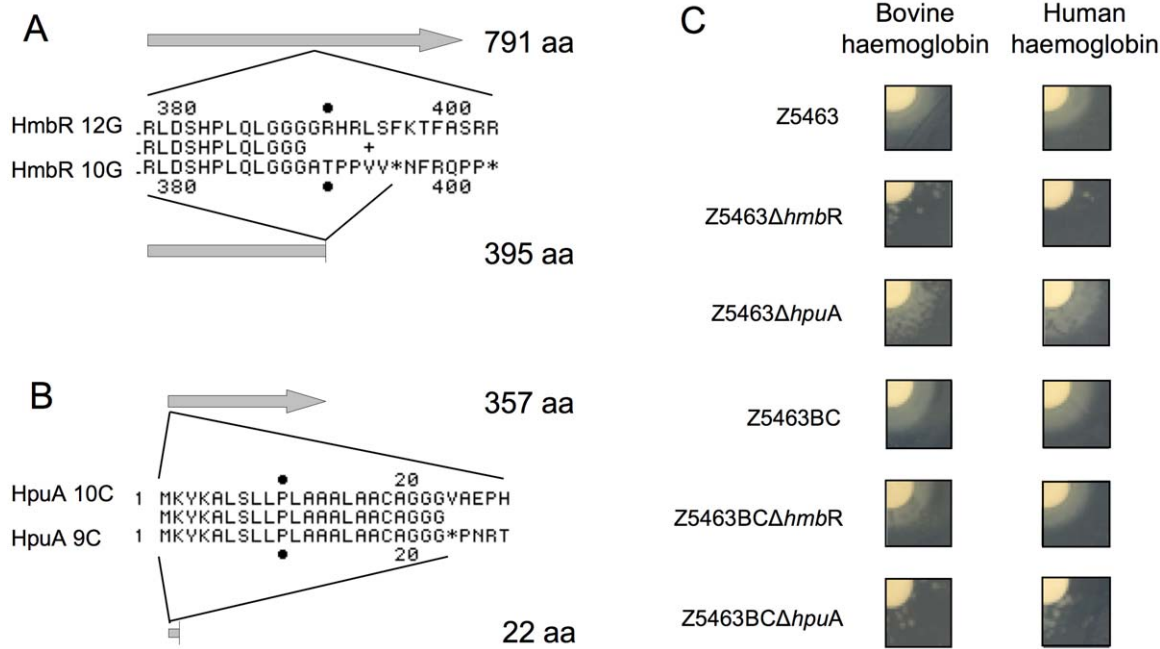 A
791 aa
380 400
HmbR 12G .RLDSHPLQLGGGGRHRLSFKTFASRR
.RLDSHPLQLGGG +
HmbR 10G .RLDSHPLQLGGGATPPVV*NFRQPP*
380 400
395 aa
B
357 aa
20
HpuA 10C 1 MKYKALSLLPLAAALAACAGGGVAEPH
MKYKALSLLPLAAALAACAGGG
HpuA 9C 1 MKYKALSLLPLAAALAACAGGG*PNRT
20
22 aa
C
Bovine haemoglobin
Human haemoglobin
Z5463
Z5463ΔhmbR
Z5463ΔhpuA
Z5463BC
Z5463BCΔhmbR
Z5463BCΔhpuA